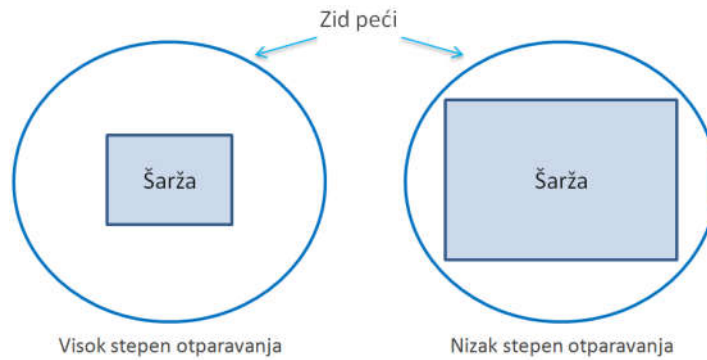 Zid peći
Šarža
Šarža
Visok stepen otparavanja
Nizak stepen otparavanja